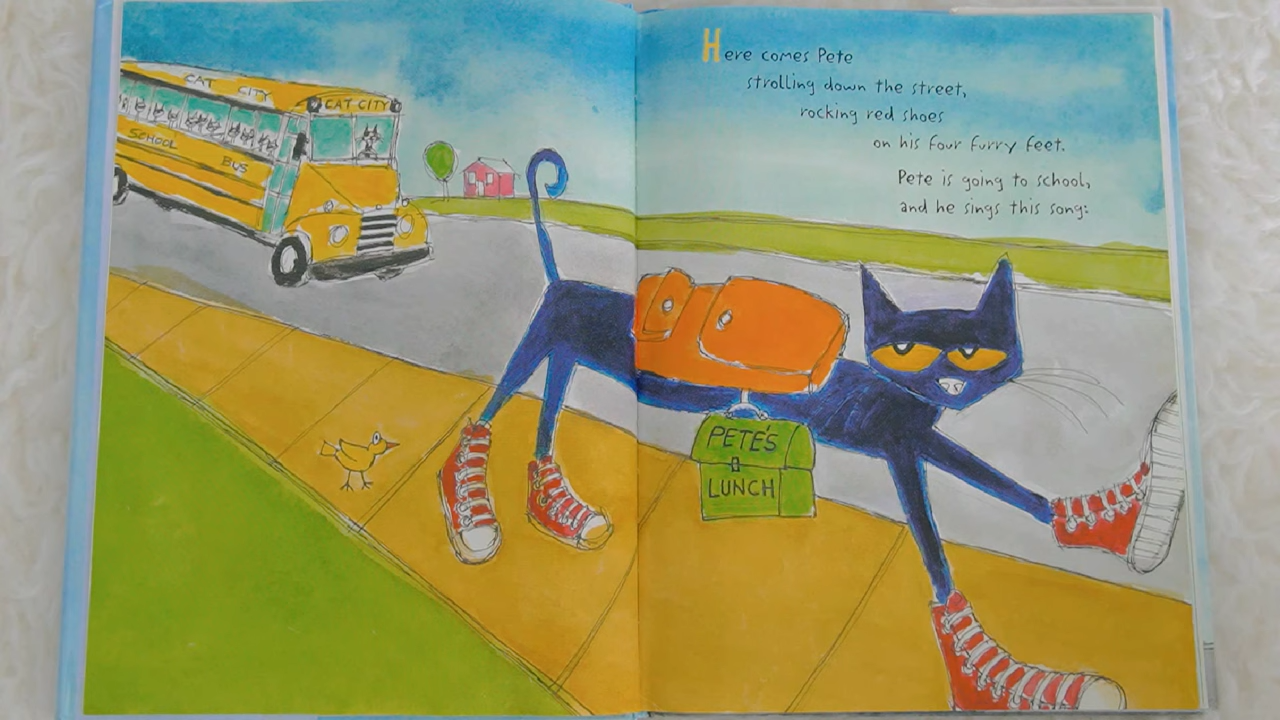 CAT CITY
CAT CITY
SCHOOL BUS
Here comes Pete
strolling down the street,
rocking red shoes
on his four furry feet.
Pete is going to school,
and he sings this song:
PETE'S
LUNCH